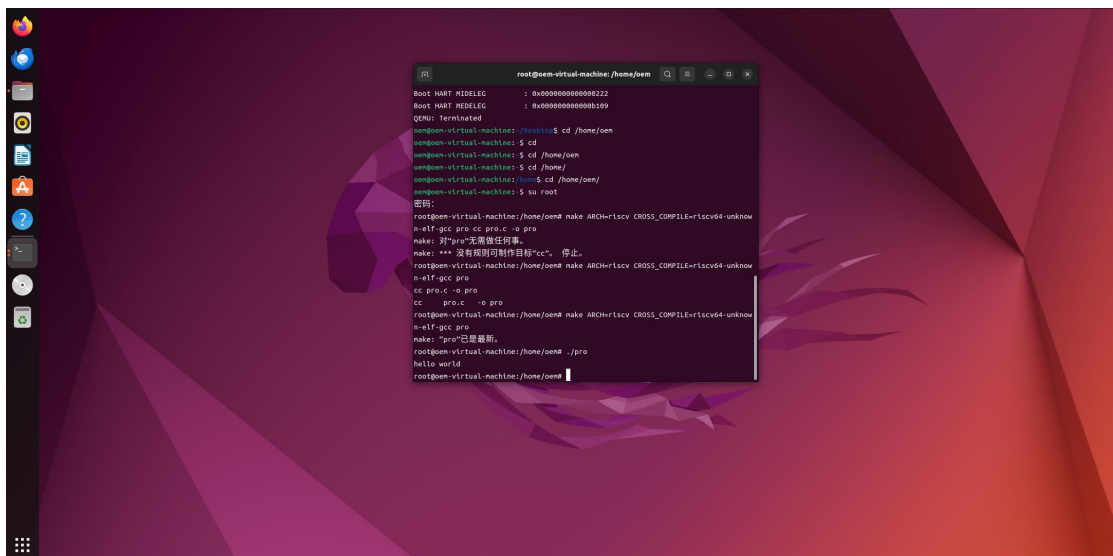 root@oem-virtual-machine: /home/oem
Boot HART MIDELEG : 0x0000000000000222
Boot HART MEDELEG : 0x000000000000b109
QEMU: Terminated
oem@oem-virtual-machine:~/Desktop$ cd /home/oem
oem@oem-virtual-machine:~$ cd
oem@oem-virtual-machine:~$ cd /home/oem
oem@oem-virtual-machine:~$ cd /home/
oem@oem-virtual-machine:/home$ cd /home/oem/
oem@oem-virtual-machine:~$ su root
密码：
root@oem-virtual-machine:/home/oem# make ARCH=riscv CROSS_COMPILE=riscv64-unknow
n-elf-gcc pro cc pro.c -o pro
make: 对“pro”无需做任何事。
make: *** 没有规则可制作目标“cc”。 停止。
root@oem-virtual-machine:/home/oem# make ARCH=riscv CROSS_COMPILE=riscv64-unknow
n-elf-gcc pro
cc pro.c -o pro
cc pro.c -o pro
root@oem-virtual-machine:/home/oem# make ARCH=riscv CROSS_COMPILE=riscv64-unknow
n-elf-gcc pro
make: “pro”已是最新。
root@oem-virtual-machine:/home/oem# ./pro
hello world
root@oem-virtual-machine:/home/oem#